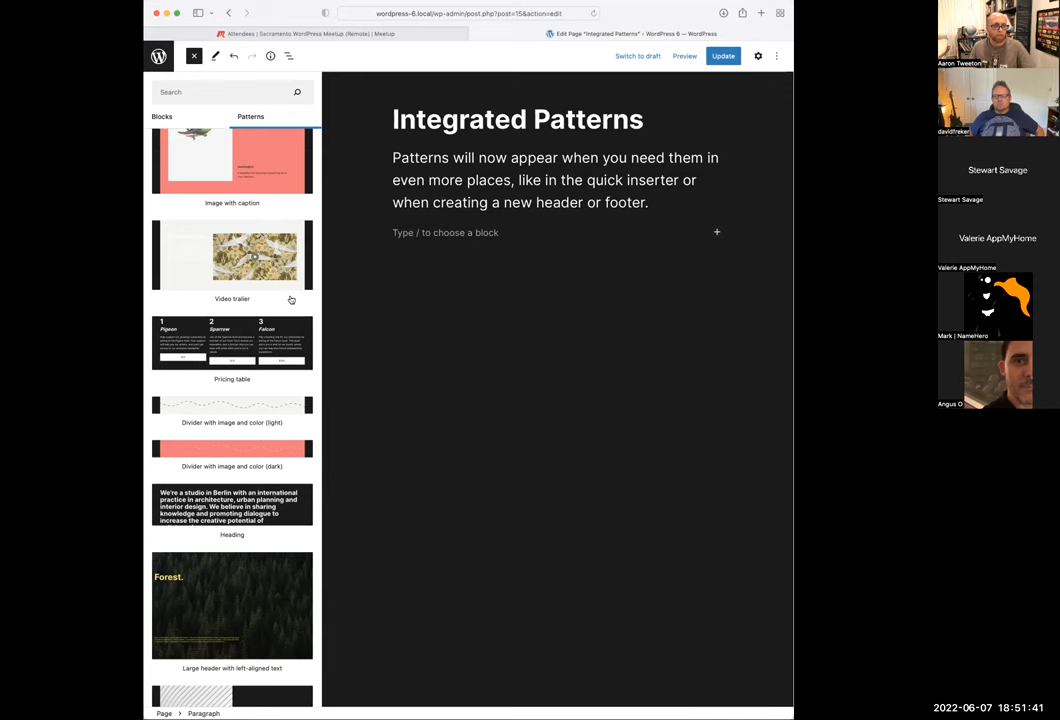 wordpress-6.local/wp-admin/post.php?post=15&action=edit
Attendees | Sacramento WordPress Meetup (Remote) | Meetup
Edit Page "Integrated Patterns" ‹ WordPress 6 — WordPress
Switch to draft
Preview
Update
Search
Blocks
Patterns
Image with caption
Video trailer
1
2
3
Pigeon
Sparrow
Falcon
Pricing table
Divider with image and color (light)
Divider with image and color (dark)
We're a studio in Berlin with an international
practice in architecture, urban planning and
interior design. We believe in sharing
knowledge and promoting dialogue to
increase the creative potential of
Heading
Forest.
Large header with left-aligned text
Page > Paragraph
Integrated Patterns
Patterns will now appear when you need them in
even more places, like in the quick inserter or
when creating a new header or footer.
Type / to choose a block
Aaron Tweeton
davidfreker
Stewart Savage
Stewart Savage
Valerie AppMyHome
Valerie AppMyHome
Mark | NameHero
Angus O
2022-06-07 18:51:41